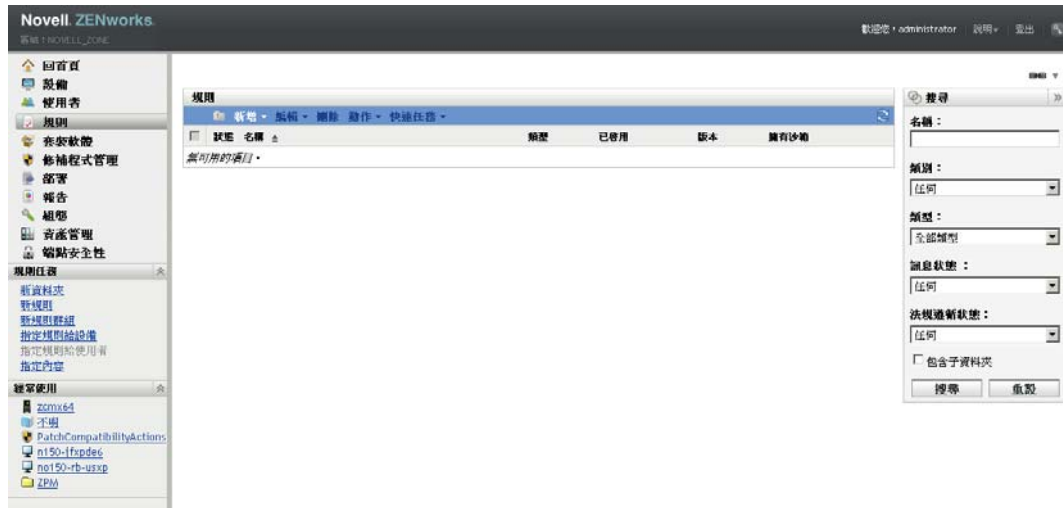 Novell. ZENworks.
區域：NOVELL_ZONE
歡迎您，administrator 說明 登出
回首頁
設備
使用者
規則
套裝軟體
修補程式管理
部署
報告
組態
資產管理
端點安全性
規則任務
新資料夾
新規則
新規則群組
指定規則給設備
指定規則給使用者
指定內容
經常使用
zcmx64
不明
PatchCompatibilityActions
n150-jfxpde6
no150-rb-usxp
ZPM
規則
新增 編輯 刪除 動作 快速任務
狀態 名稱 類型 已啟用 版本 擁有沙箱
無可用的項目。
搜尋
名稱：
類別：
任何
類型：
全部類型
訊息狀態：
任何
法規遵循狀態：
任何
包含子資料夾
搜尋 重設